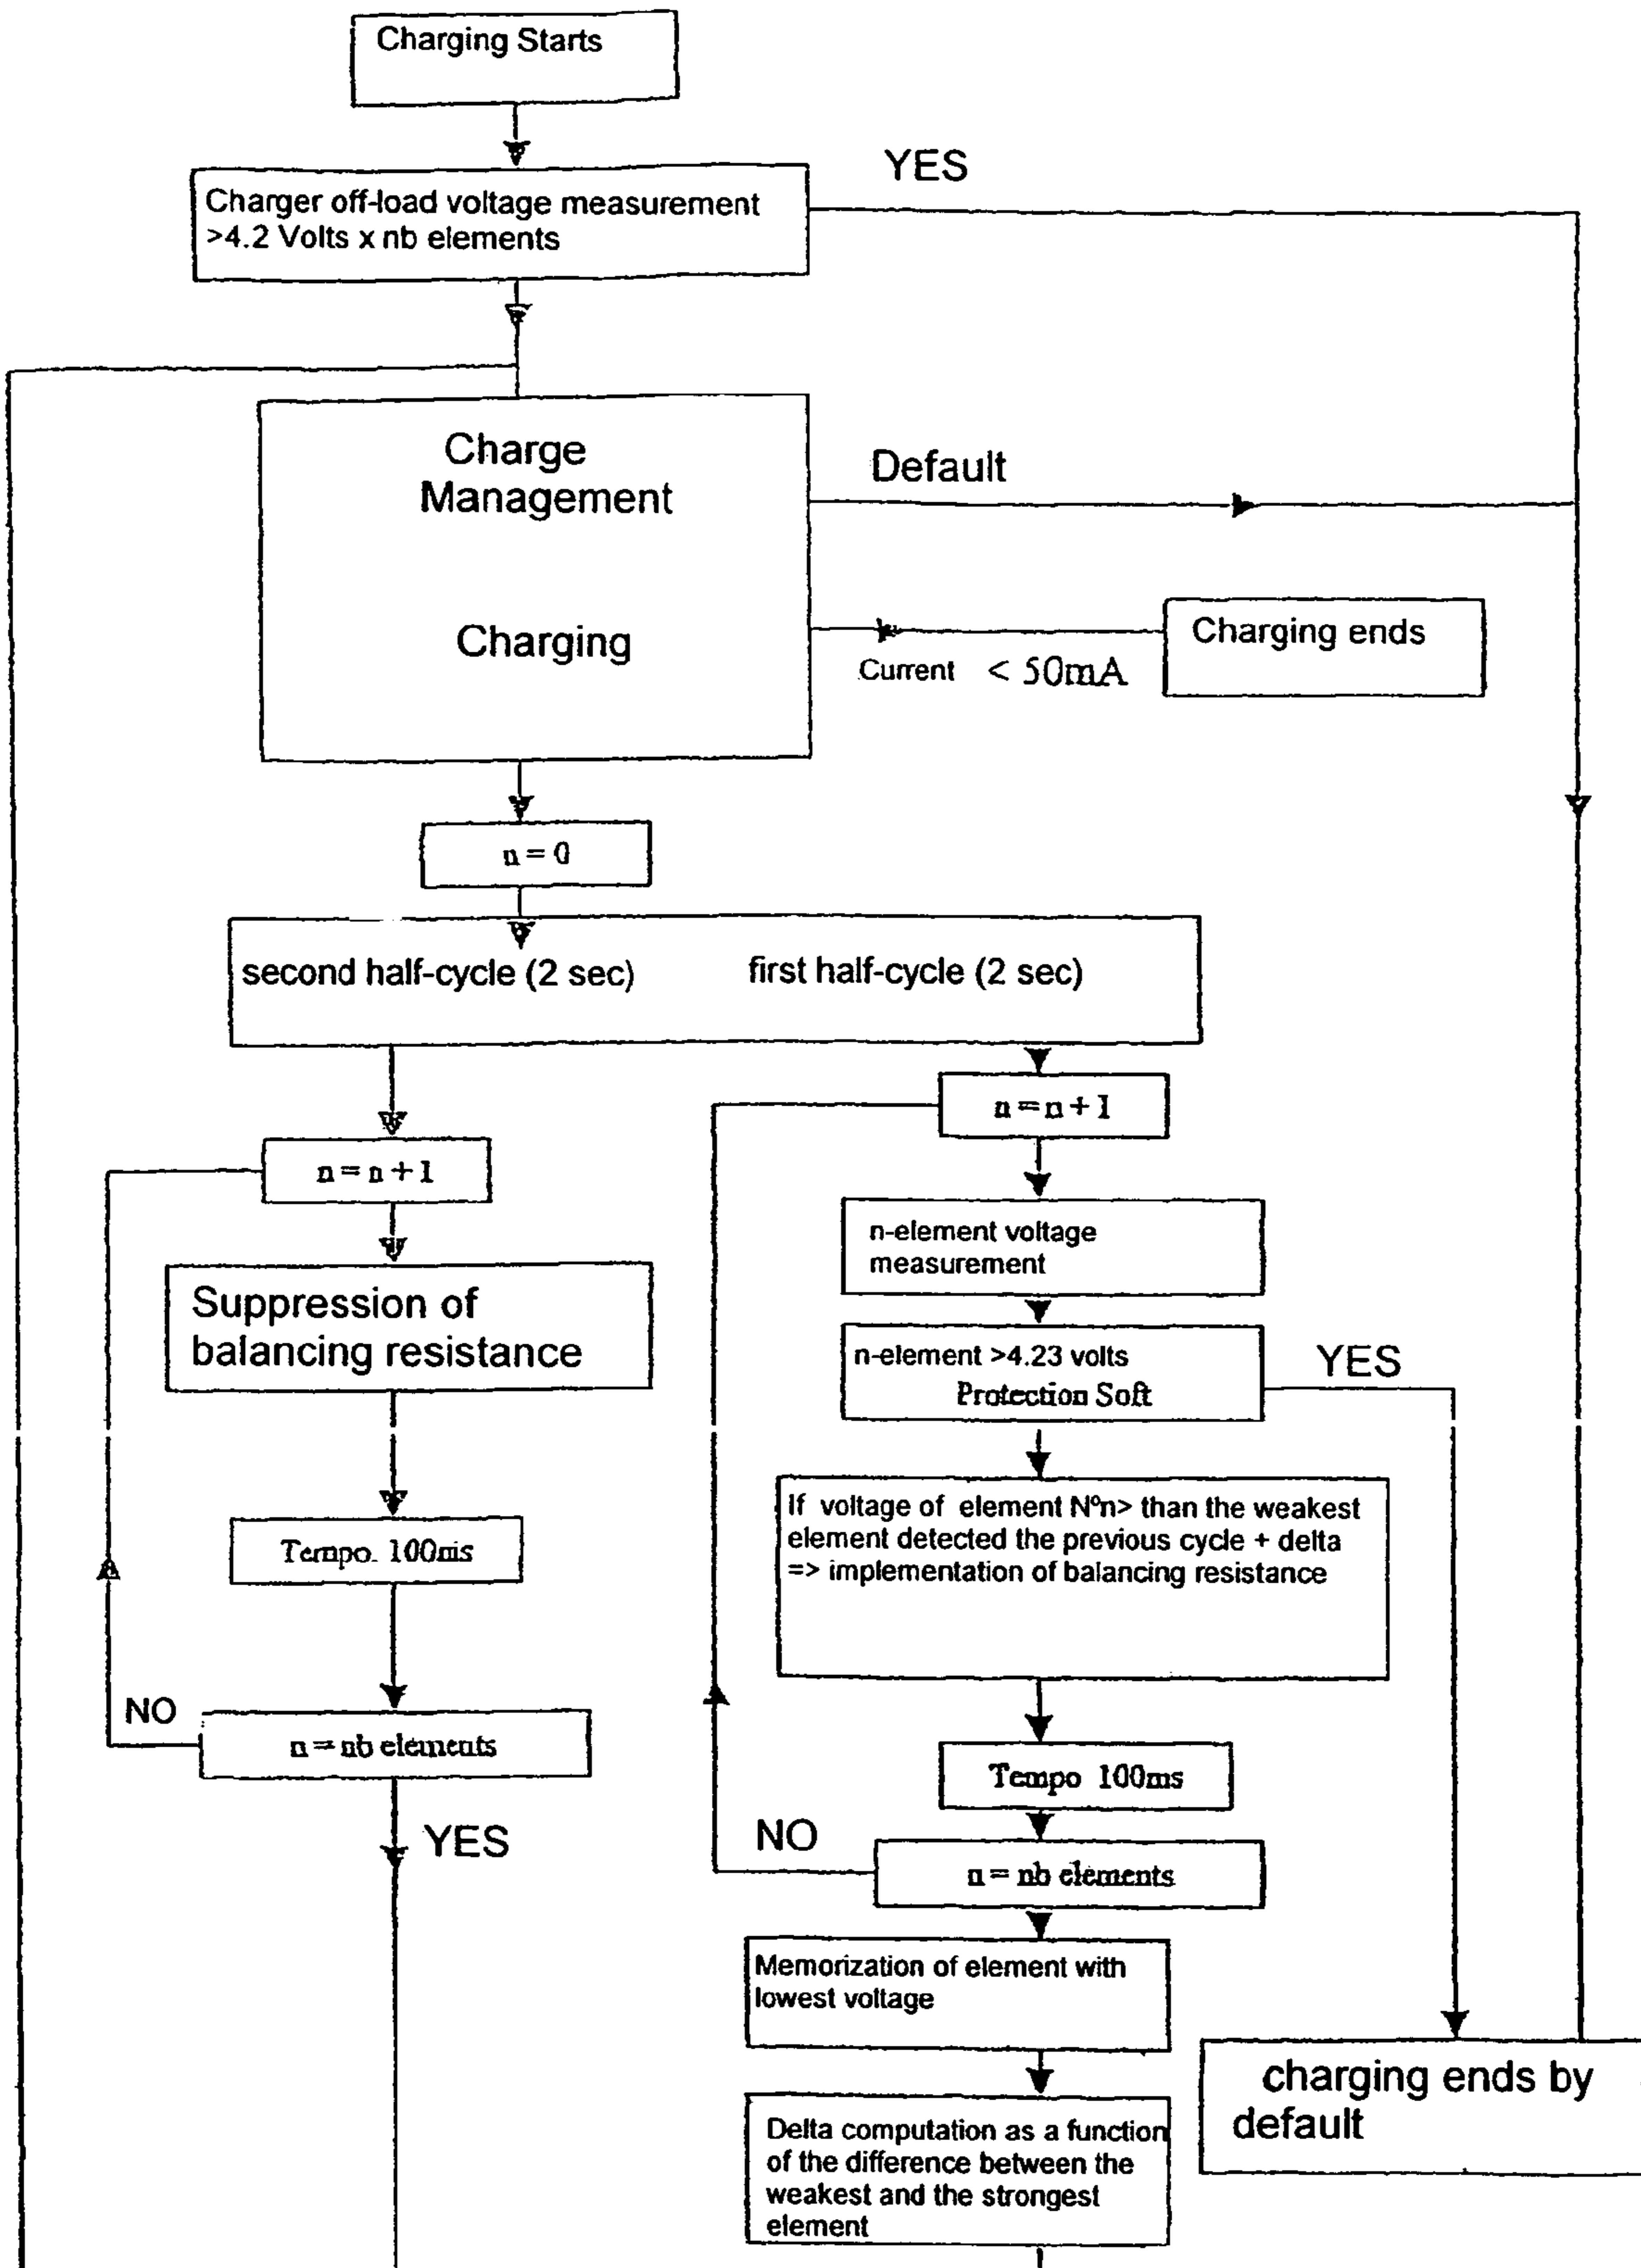 Charging Starts
YES
Charger off-load voltage measurement
>4.2 Volts x nb elements
Charge
Management
Default
Charging
Charging ends
Current < 50mA
n = 0
second half-cycle (2 sec) first half-cycle (2 sec)
n = n + 1
n = n + 1
n-element voltage
measurement
Suppression of
balancing resistance
n-element >4.23 volts
Protection Soft
YES
If voltage of element Nºn> than the weakest
element detected the previous cycle + delta
=> implementation of balancing resistance
Tempo. 100ms
NO
n = nb elements
YES
Tempo 100ms
NO
n = nb elements
Memorization of element with
lowest voltage
charging ends by
default
Delta computation as a function
of the difference between the
weakest and the strongest
element